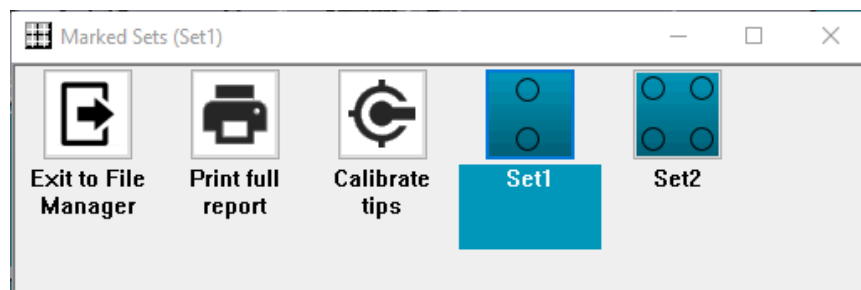 Marked Sets (Set1)
Exit to File
Manager
Print full
report
Calibrate
tips
Set1
Set2